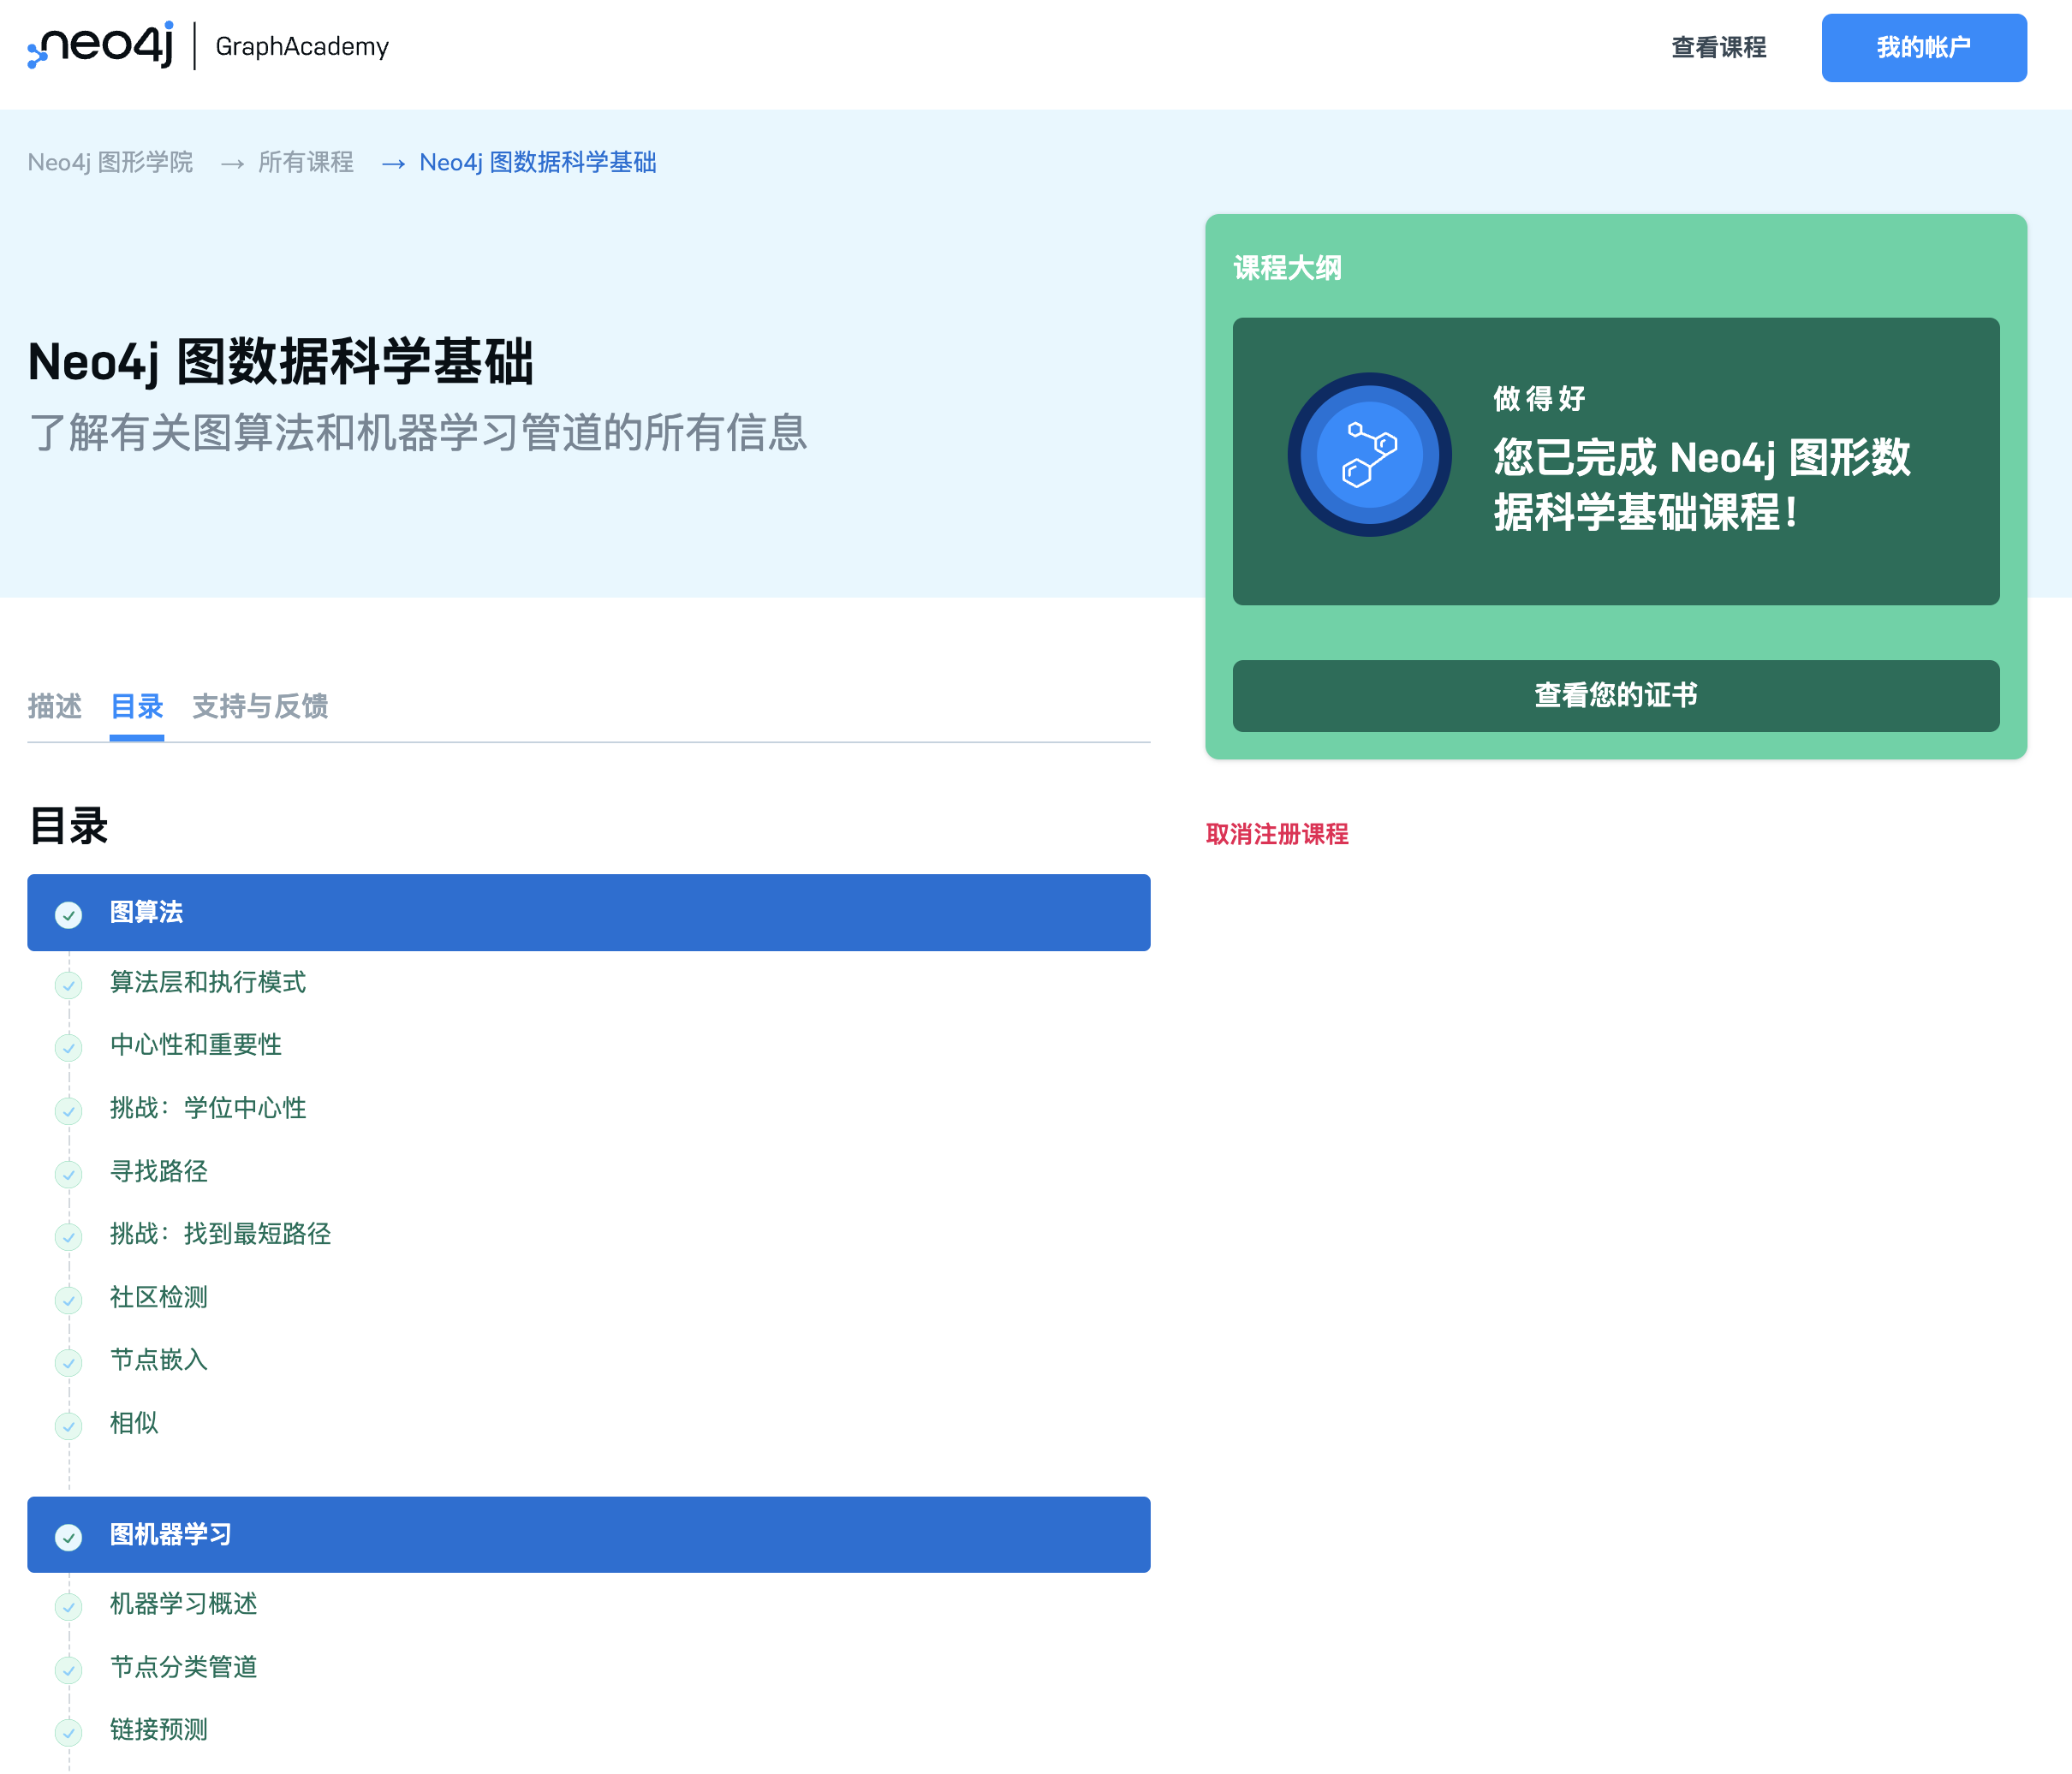 neo4j GraphAcademy
查看课程
我的帐户
Neo4j 图形学院 → 所有课程 → Neo4j 图数据科学基础
Neo4j 图数据科学基础
了解有关图算法和机器学习管道的所有信息
课程大纲
做得好
您已完成 Neo4j 图形数
据科学基础课程！
查看您的证书
取消注册课程
描述 目录 支持与反馈
目录
图算法
算法层和执行模式
中心性和重要性
挑战：学位中心性
寻找路径
挑战：找到最短路径
社区检测
节点嵌入
相似
图机器学习
机器学习概述
节点分类管道
链接预测